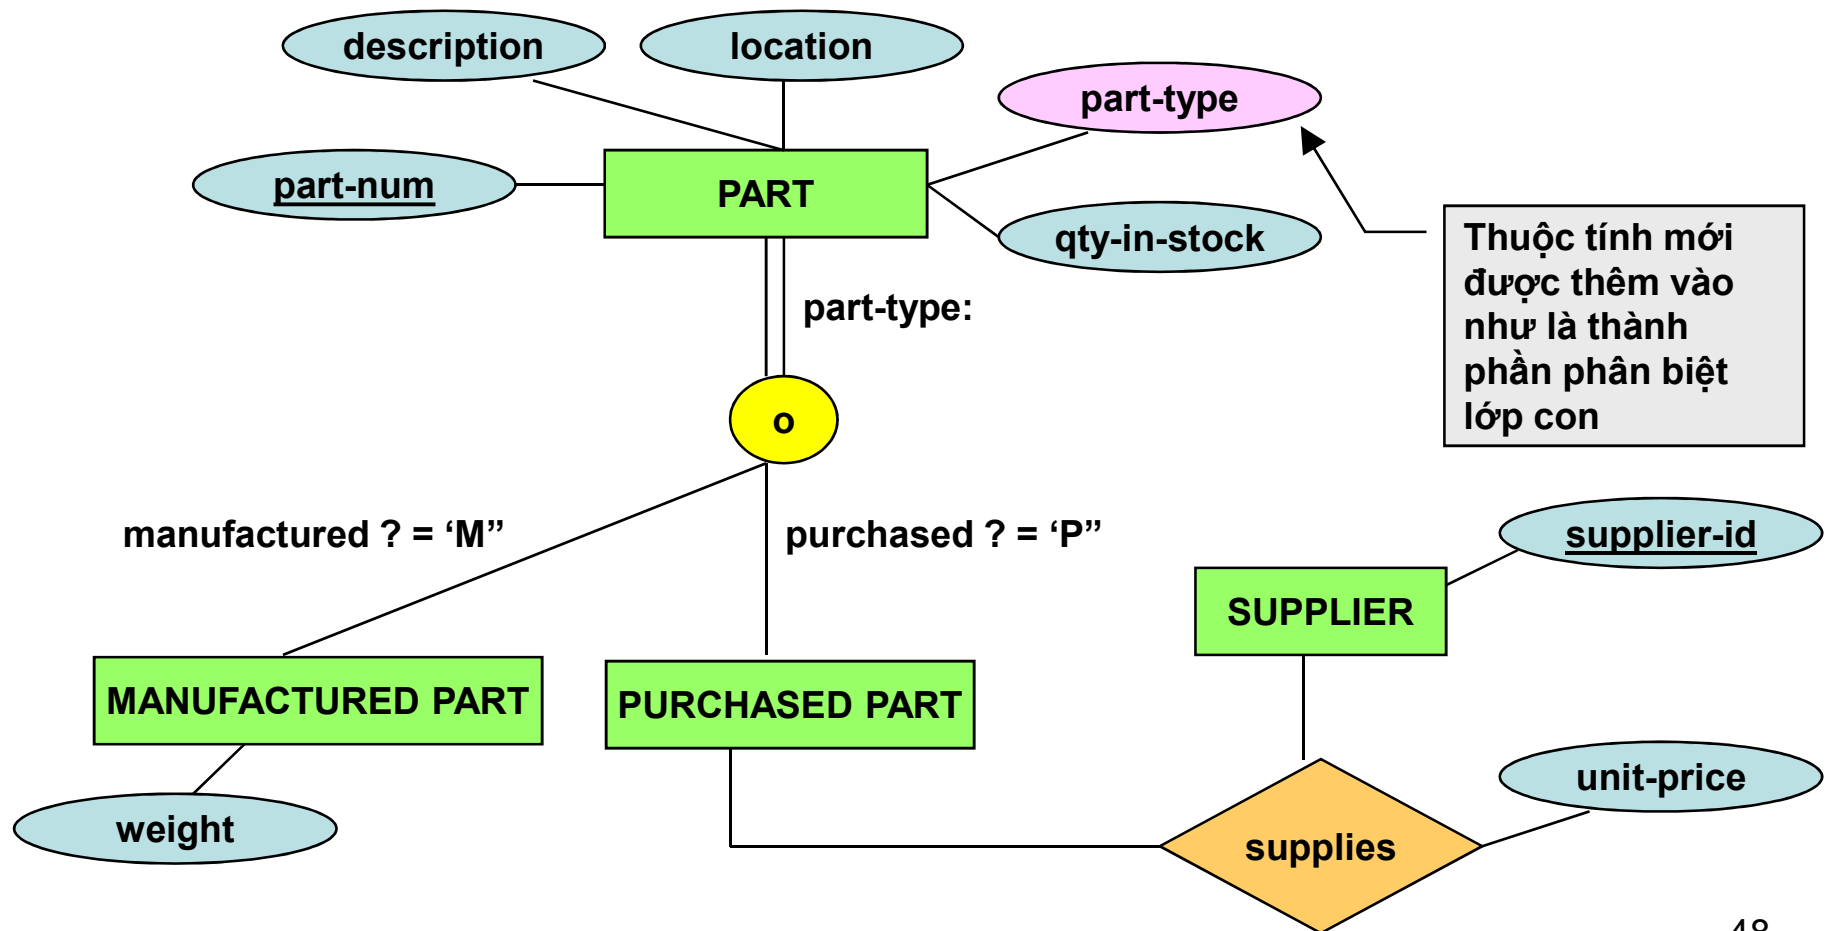 description
location
part-type
part-num
PART
qty-in-stock
Thuộc tính mới
được thêm vào
như là thành
phần phân biệt
lớp con
part-type:
o
manufactured ? = ‘M”
purchased ? = ‘P”
supplier-id
SUPPLIER
MANUFACTURED PART
PURCHASED PART
unit-price
weight
supplies
48